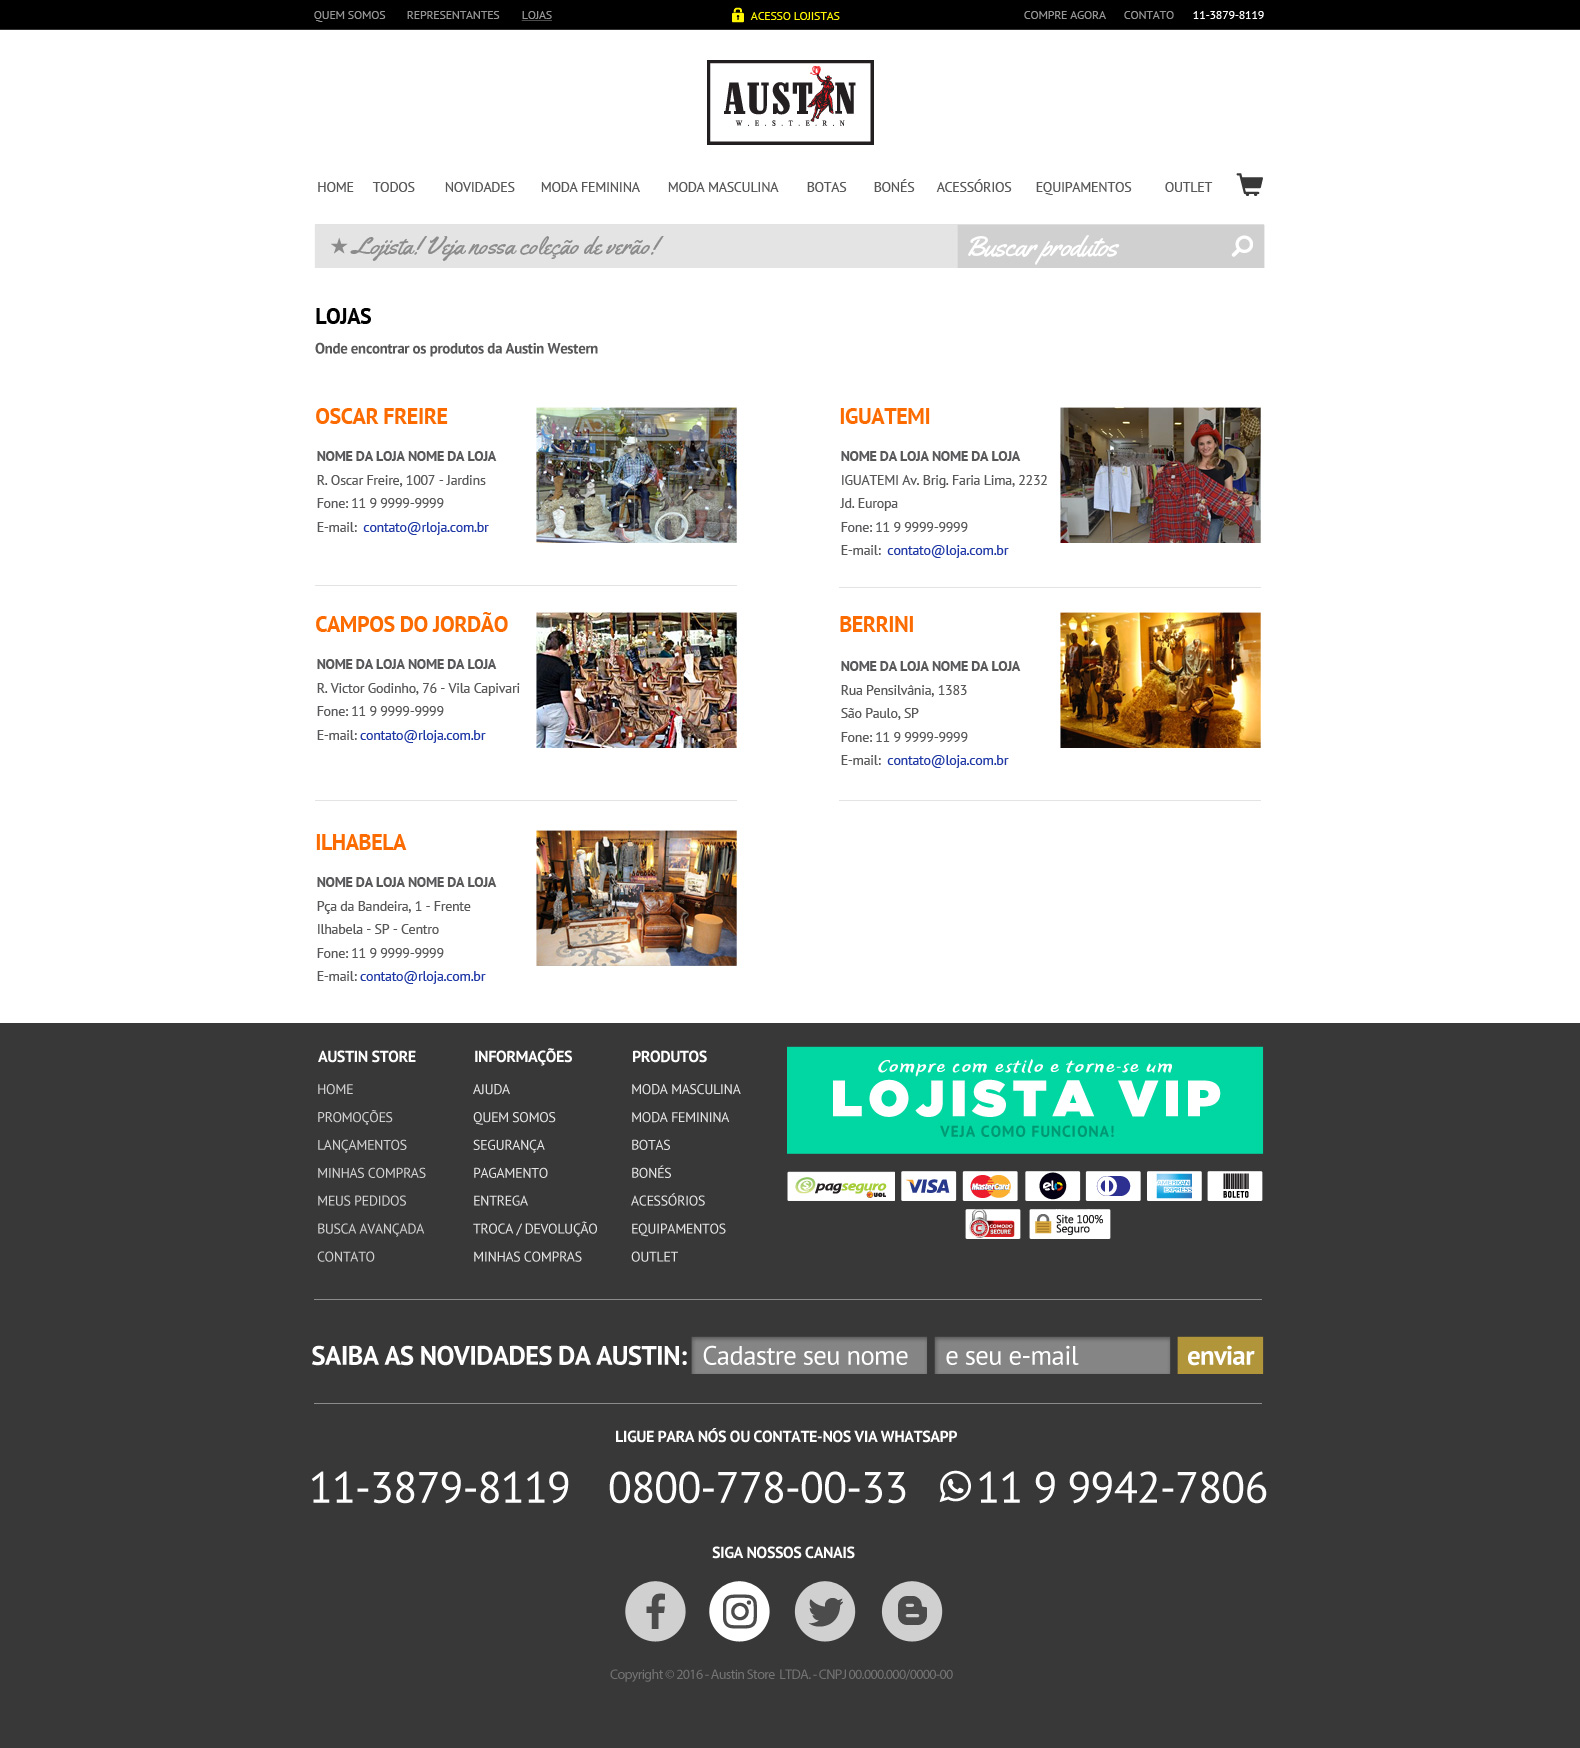 QUEM SOMOS REPRESENTANTES LOJAS ACESSO LOJISTAS COMPRE AGORA CONTATO 11-3879-8119
AUSTIN
W.E.S.T.E.R.N
HOME TODOS NOVIDADES MODA FEMININA MODA MASCULINA BOTAS BONÉS ACESSÓRIOS EQUIPAMENTOS OUTLET
★ Lojista! Veja nossa coleção de verão! Buscar produtos
LOJAS
Onde encontrar os produtos da Austin Western
OSCAR FREIRE
NOME DA LOJA NOME DA LOJA
R. Oscar Freire, 1007 - Jardins
Fone: 11 9 9999-9999
E-mail: contato@rloja.com.br
IGUATEMI
NOME DA LOJA NOME DA LOJA
IGUATEMI Av. Brig. Faria Lima, 2232
Jd. Europa
Fone: 11 9 9999-9999
E-mail: contato@loja.com.br
CAMPOS DO JORDÃO
NOME DA LOJA NOME DA LOJA
R. Victor Godinho, 76 - Vila Capivari
Fone: 11 9 9999-9999
E-mail: contato@rloja.com.br
BERRINI
NOME DA LOJA NOME DA LOJA
Rua Pensilvânia, 1383
São Paulo, SP
Fone: 11 9 9999-9999
E-mail: contato@loja.com.br
ILHABELA
NOME DA LOJA NOME DA LOJA
Pça da Bandeira, 1 - Frente
Ilhabela - SP - Centro
Fone: 11 9 9999-9999
E-mail: contato@rloja.com.br
AUSTIN STORE
HOME
PROMOÇÕES
LANÇAMENTOS
MINHAS COMPRAS
MEUS PEDIDOS
BUSCA AVANÇADA
CONTATO
INFORMAÇÕES
AJUDA
QUEM SOMOS
SEGURANÇA
PAGAMENTO
ENTREGA
TROCA / DEVOLUÇÃO
MINHAS COMPRAS
PRODUTOS
MODA MASCULINA
MODA FEMININA
BOTAS
BONÉS
ACESSÓRIOS
EQUIPAMENTOS
OUTLET
Compre com estilo e torne-se um
LOJISTA VIP
VEJA COMO FUNCIONA!
pagseguro UOL VISA MasterCard elo AMERICAN EXPRESS BOLETO
COMODO SECURE Site 100% Seguro
SAIBA AS NOVIDADES DA AUSTIN: Cadastre seu nome e seu e-mail enviar
LIGUE PARA NÓS OU CONTATE-NOS VIA WHATSAPP
11-3879-8119 0800-778-00-33 11 9 9942-7806
SIGA NOSSOS CANAIS
Copyright © 2016 - Austin Store LTDA. - CNPJ 00.000.000/0000-00